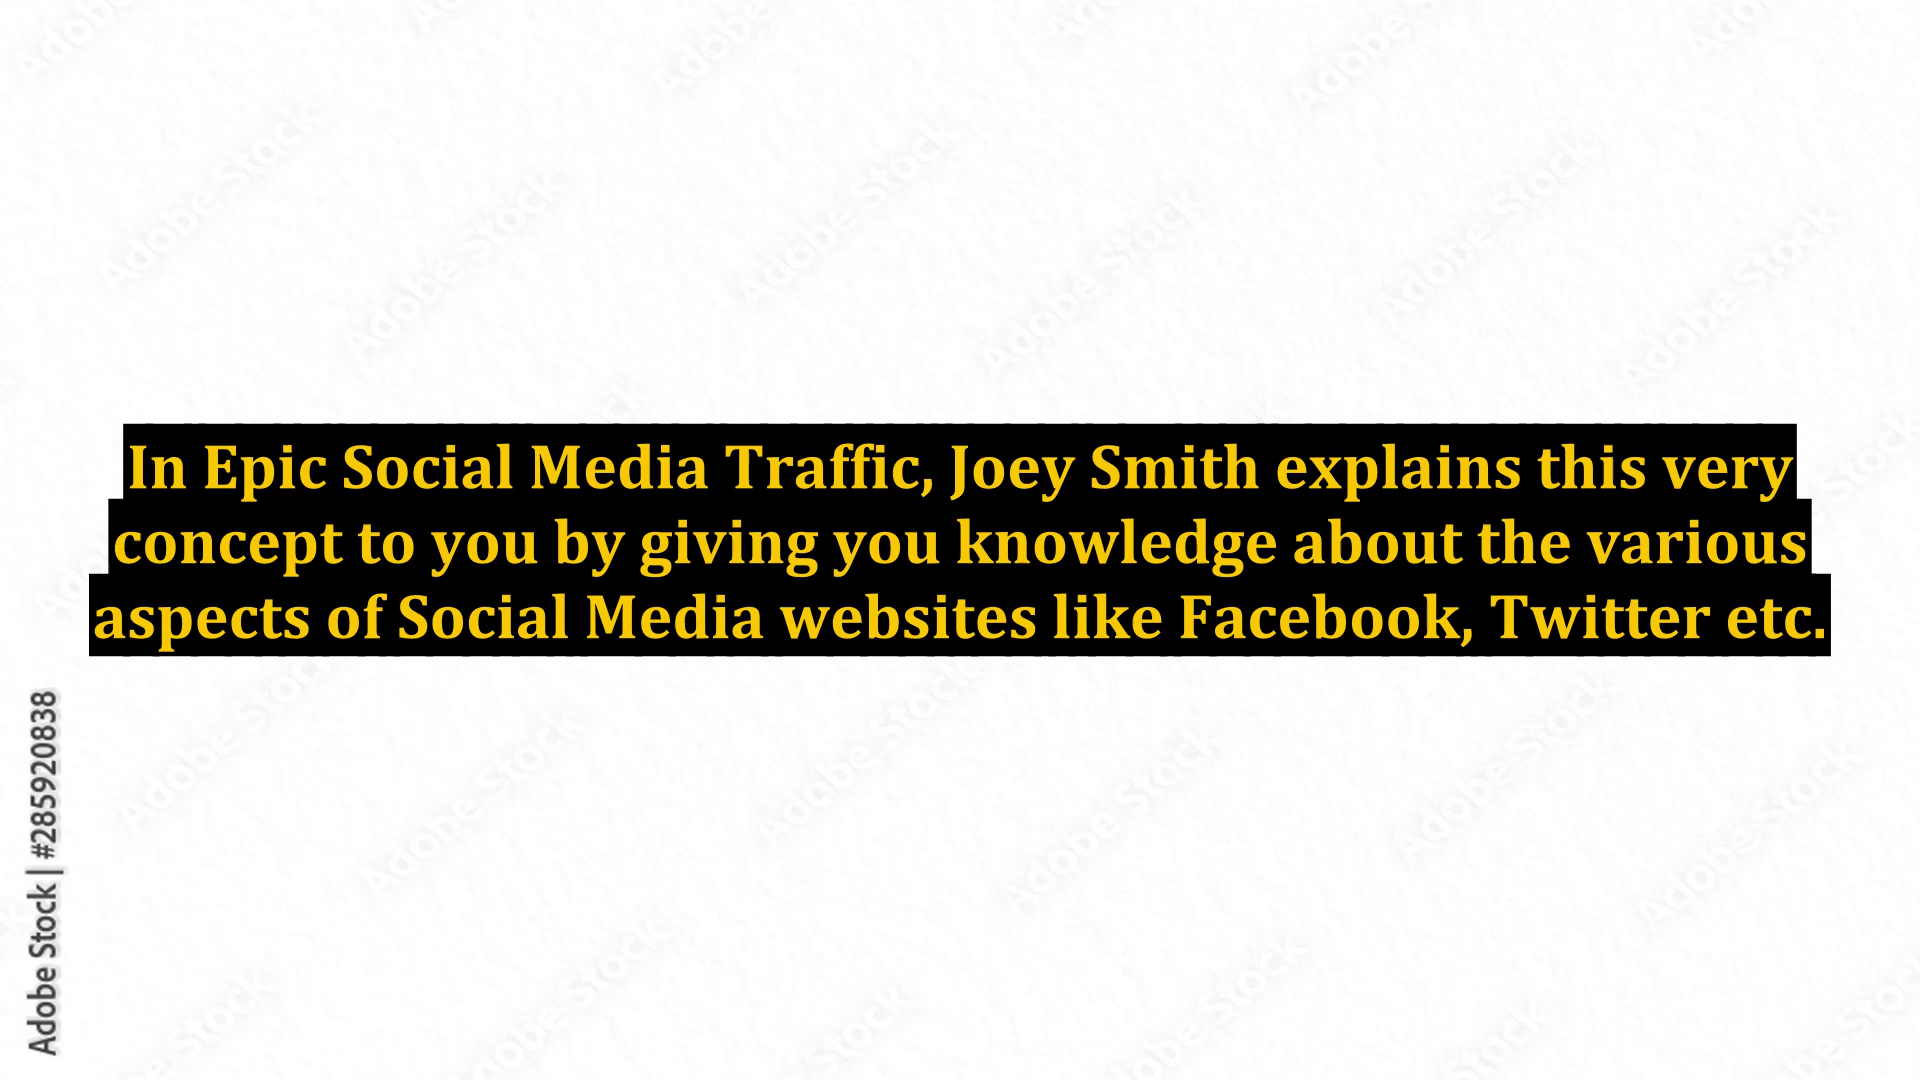 In Epic Social Media Traffic, Joey Smith explains this very
concept to you by giving you knowledge about the various
aspects of Social Media websites like Facebook, Twitter etc.
Adobe Stock | #285920838